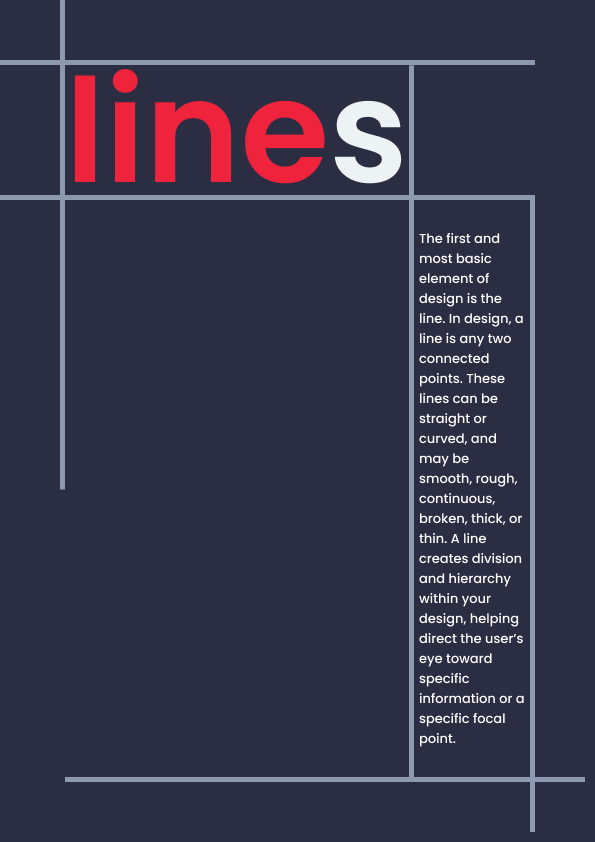 lines
The first and
most basic
element of
design is the
line. In design, a
line is any two
connected
points. These
lines can be
straight or
curved, and
may be
smooth, rough,
continuous,
broken, thick, or
thin. A line
creates division
and hierarchy
within your
design, helping
direct the user’s
eye toward
specific
information or a
specific focal
point.